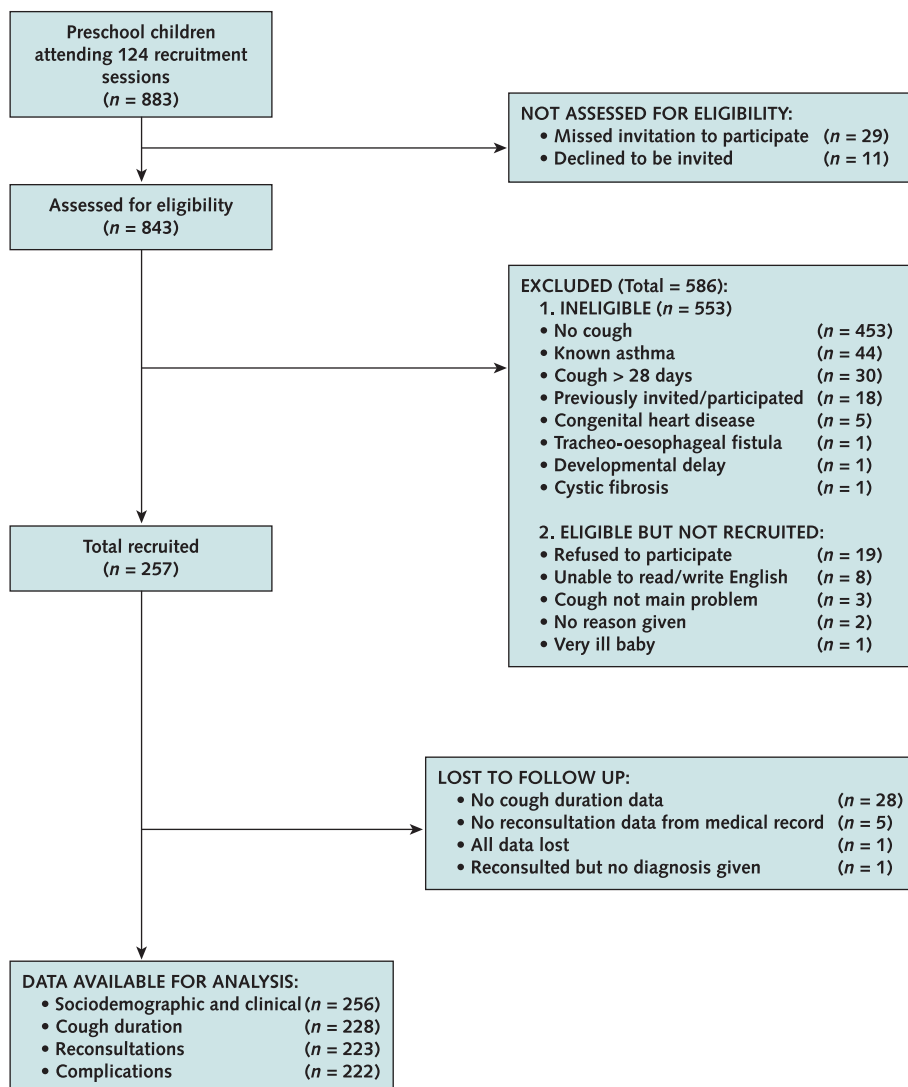 Preschool children
attending 124 recruitment
sessions
(n = 883)
NOT ASSESSED FOR ELIGIBILITY:
• Missed invitation to participate (n = 29)
• Declined to be invited (n = 11)
Assessed for eligibility
(n = 843)
EXCLUDED (Total = 586):
1. INELIGIBLE (n = 553)
• No cough (n = 453)
• Known asthma (n = 44)
• Cough > 28 days (n = 30)
• Previously invited/participated (n = 18)
• Congenital heart disease (n = 5)
• Tracheo-oesophageal fistula (n = 1)
• Developmental delay (n = 1)
• Cystic fibrosis (n = 1)
2. ELIGIBLE BUT NOT RECRUITED:
• Refused to participate (n = 19)
• Unable to read/write English (n = 8)
• Cough not main problem (n = 3)
• No reason given (n = 2)
• Very ill baby (n = 1)
Total recruited
(n = 257)
LOST TO FOLLOW UP:
• No cough duration data (n = 28)
• No reconsultation data from medical record (n = 5)
• All data lost (n = 1)
• Reconsulted but no diagnosis given (n = 1)
DATA AVAILABLE FOR ANALYSIS:
• Sociodemographic and clinical (n = 256)
• Cough duration (n = 228)
• Reconsultations (n = 223)
• Complications (n = 222)